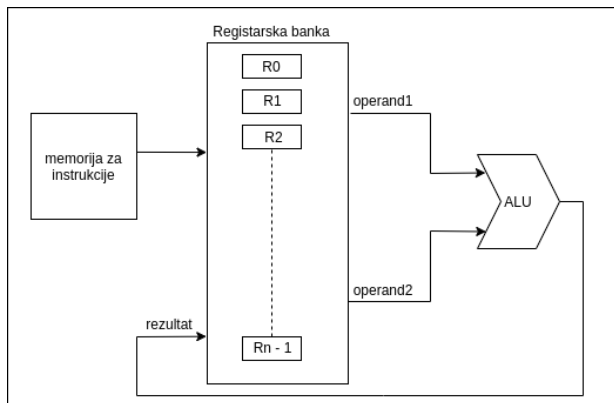 Registarska banka
R0
R1
R2
Rn - 1
memorija za
instrukcije
operand1
operand2
ALU
rezultat